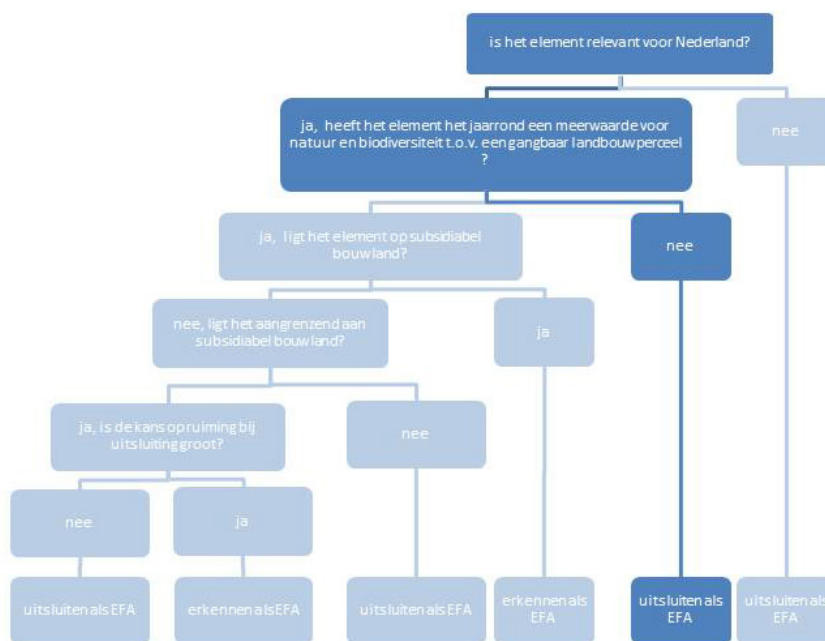 is het element relevant voor Nederland?
ja, heeft het element het jaarrond een meerwaarde voor
natuur en biodiversiteit t.o.v. een gangbaar landbouwperceel
?
nee
ja, ligt het element op subsidiabel
bouwland?
nee
nee, ligt het aangrenzend aan
subsidiabel bouwland?
ja
ja, is de kans op ruiming bij
uitsluiting groot?
nee
nee
ja
uitsluiten als EFA
erkennen als EFA
uitsluiten als EFA
erkennen als
EFA
uitsluiten als
EFA
uitsluiten als
EFA